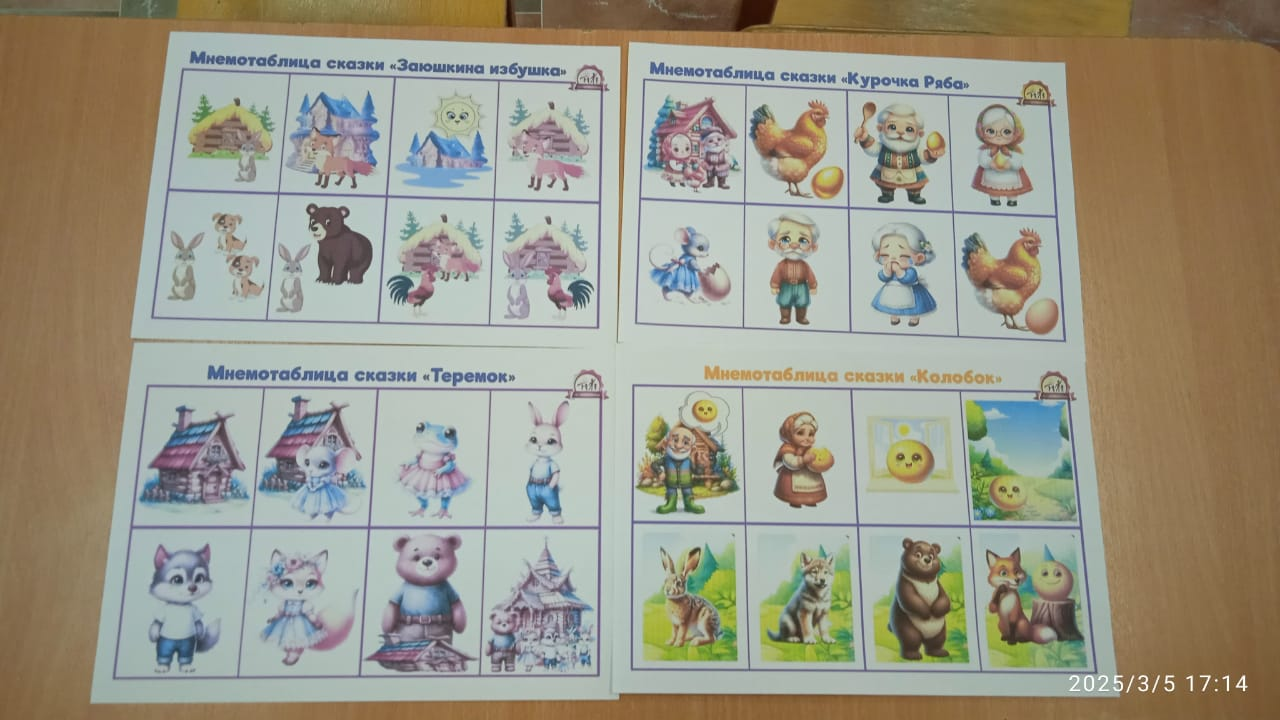 Мнемотаблица сказки «Заюшкина избушка»
Мнемотаблица сказки «Курочка Ряба»
Мнемотаблица сказки «Теремок»
Мнемотаблица сказки «Колобок»
2025/3/5 17:14